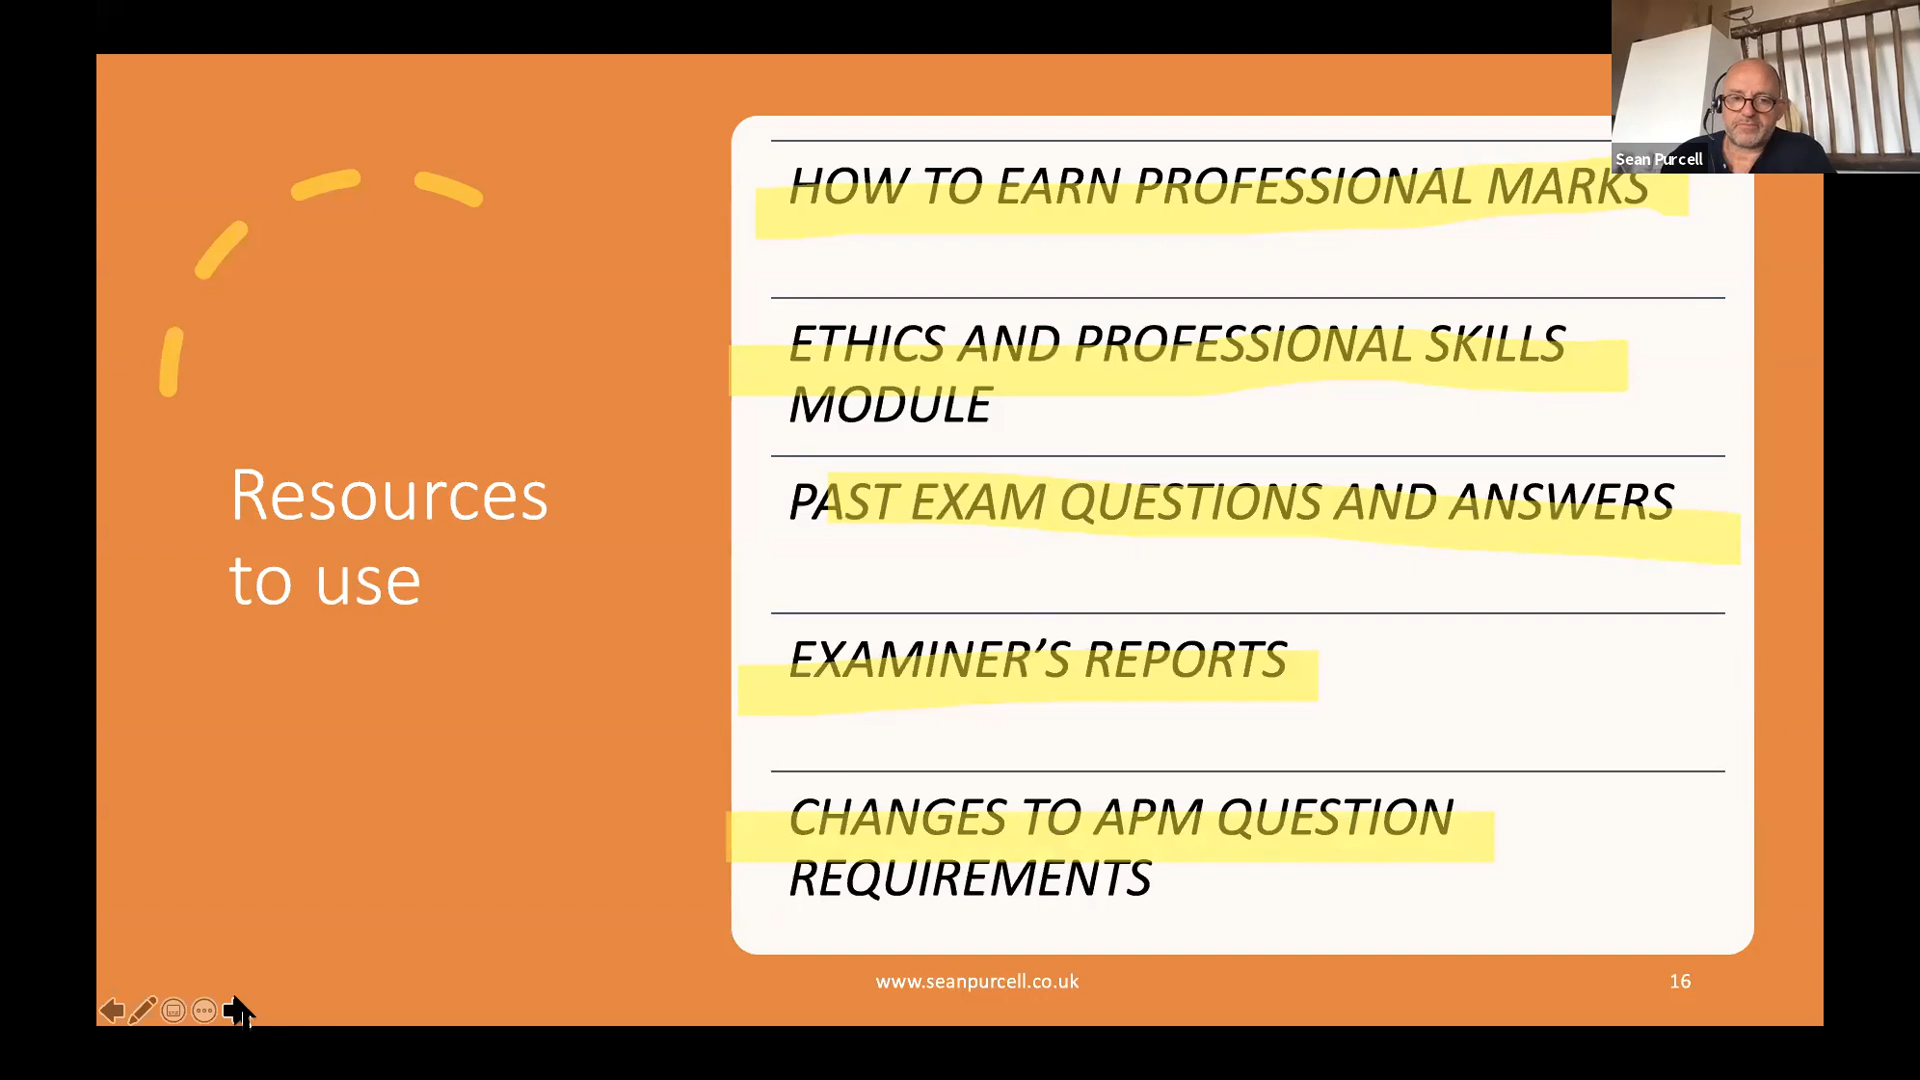 Sean Purcell
HOW TO EARN PROFESSIONAL MARKS
ETHICS AND PROFESSIONAL SKILLS
MODULE
PAST EXAM QUESTIONS AND ANSWERS
EXAMINER’S REPORTS
CHANGES TO APM QUESTION
REQUIREMENTS
Resources
to use
www.seanpurcell.co.uk
16